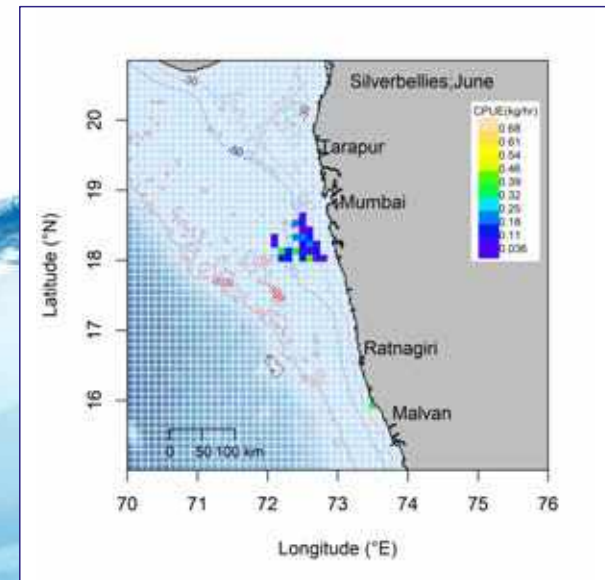 Silverbellies,June
CPUE(kg/hr)
0.68
0.61
0.54
0.46
0.39
0.32
0.25
0.18
0.11
0.036
Tarapur
Mumbai
Ratnagiri
Malvan
20
19
18
17
16
Latitude (°N)
0 50 100 km
70 71 72 73 74 75 76
Longitude (°E)